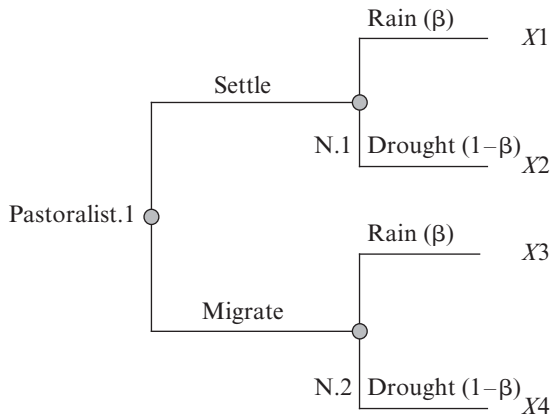 Rain (β)
X1
Settle
N.1
Drought (1–β)
X2
Pastoralist.1
Rain (β)
X3
Migrate
N.2
Drought (1–β)
X4